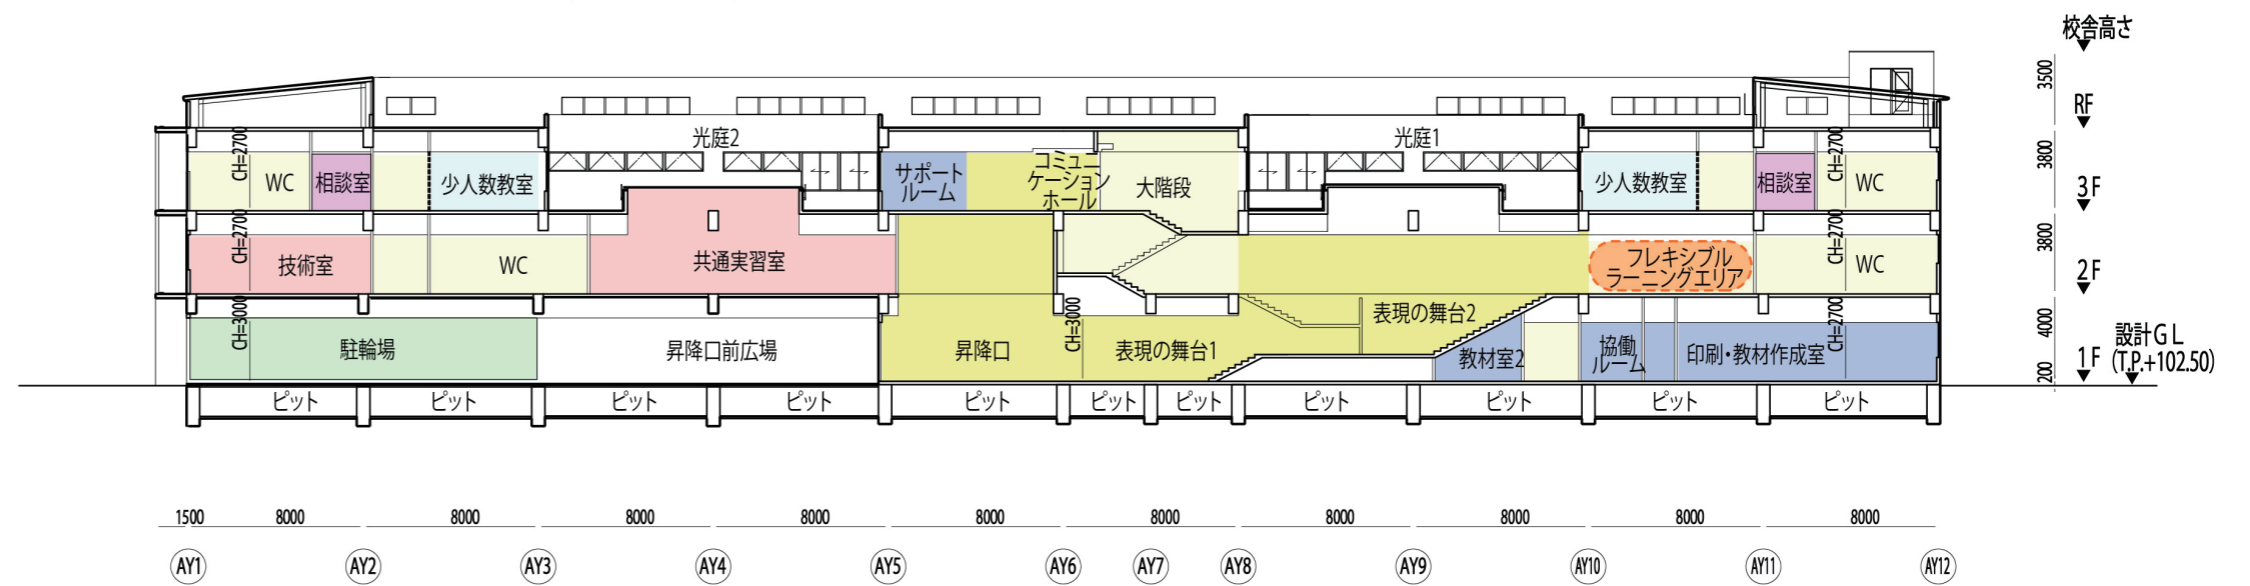 校舎高さ
3500
RF
光庭2
光庭1
CH=2700
WC
相談室
少人数教室
サポート
ルーム
コミュニ
ケーション
ホール
大階段
少人数教室
相談室
CH=2700
WC
3800
3F
CH=2700
技術室
WC
共通実習室
フレキシブル
ラーニングエリア
CH=2700
WC
3800
2F
CH=3000
駐輪場
昇降口前広場
昇降口
CH=3000
表現の舞台1
表現の舞台2
教材室2
協働
ルーム
印刷・教材作成室
CH=2700
4000
200
1F
設計GL
(T.P.+102.50)
ピット
ピット
ピット
ピット
ピット
ピット
ピット
ピット
ピット
ピット
ピット
1500
8000
8000
8000
8000
8000
8000
8000
8000
8000
8000
AY1
AY2
AY3
AY4
AY5
AY6
AY7
AY8
AY9
AY10
AY11
AY12